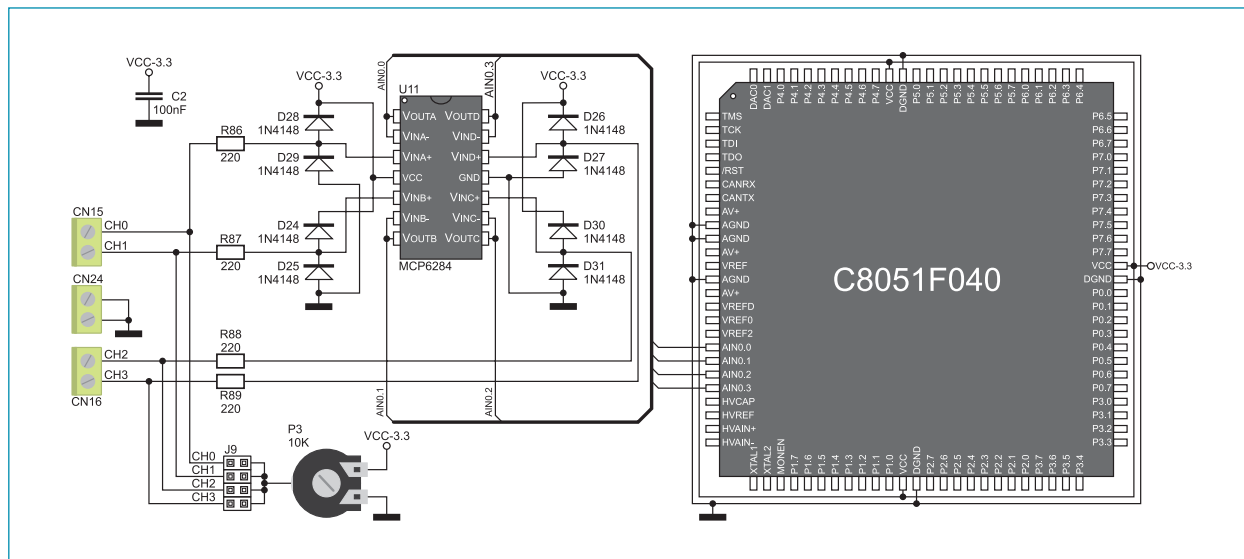 VCC-3.3
C2
100nF
R86
220
CN15
CH0
CH1
R87
220
CN24
CN16
CH2
CH3
R88
220
R89
220
J9
CH0
CH1
CH2
CH3
P3
10K
VCC-3.3
VCC-3.3
D28
1N4148
D29
1N4148
D24
1N4148
D25
1N4148
AIN0.0
AIN0.3
U11
VOUTA
VINA-
VINA+
VCC
VINB+
VINB-
VOUTB
VOUTD
VIND-
VIND+
GND
VINC+
VINC-
VOUTC
MCP6284
AIN0.1
AIN0.2
VCC-3.3
D26
1N4148
D27
1N4148
D30
1N4148
D31
1N4148
C8051F040
DAC0
DAC1
P4.0
P4.1
P4.2
P4.3
P4.4
P4.5
P4.6
P4.7
VCC
DGND
P5.0
P5.1
P5.2
P5.3
P5.4
P5.5
P5.6
P5.7
P6.0
P6.1
P6.2
P6.3
P6.4
TMS
TCK
TDI
TDO
/RST
CANRX
CANTX
AV+
AGND
AGND
AV+
VREF
AGND
AV+
VREFD
VREF0
VREF2
AIN0.0
AIN0.1
AIN0.2
AIN0.3
HVCAP
HVREF
HVAIN+
HVAIN-
P6.5
P6.6
P6.7
P7.0
P7.1
P7.2
P7.3
P7.4
P7.5
P7.6
P7.7
VCC
DGND
P0.0
P0.1
P0.2
P0.3
P0.4
P0.5
P0.6
P0.7
P3.0
P3.1
P3.2
P3.3
VCC-3.3
XTAL1
XTAL2
MONEN
P1.7
P1.6
P1.5
P1.4
P1.3
P1.2
P1.1
P1.0
VCC
DGND
P2.7
P2.6
P2.5
P2.4
P2.3
P2.2
P2.1
P2.0
P3.7
P3.6
P3.5
P3.4